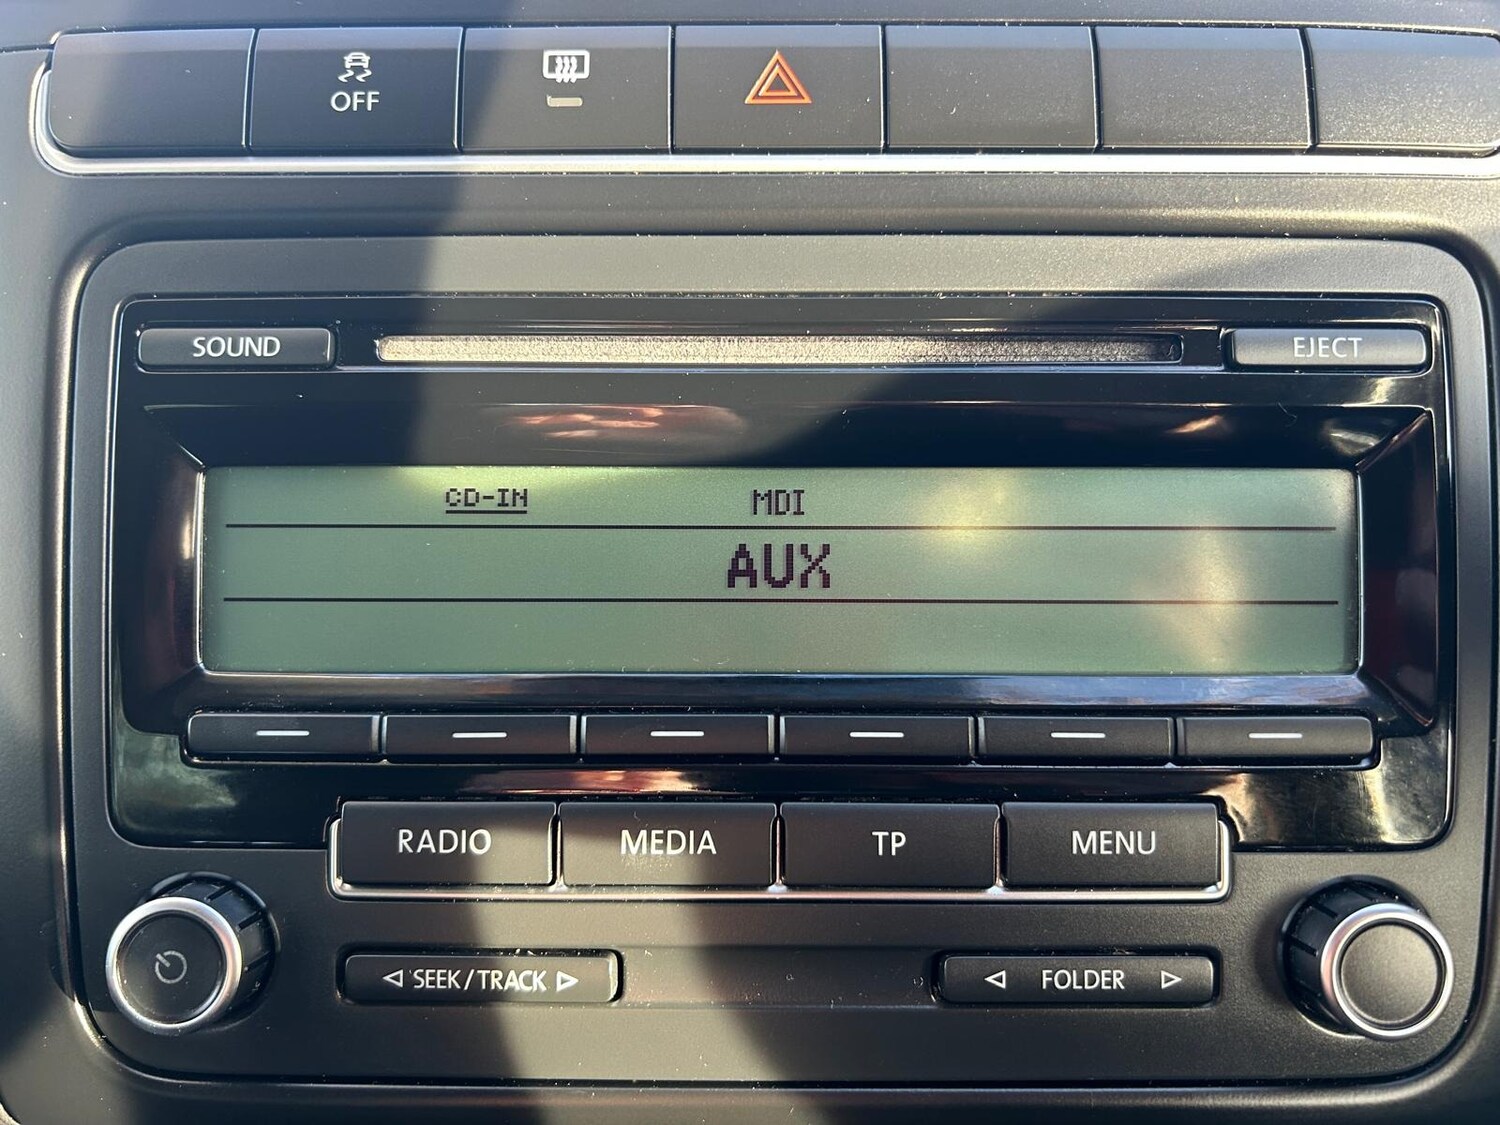 OFF
SOUND
EJECT
CD-IN MDI
AUX
RADIO MEDIA TP MENU
SEEK/TRACK FOLDER